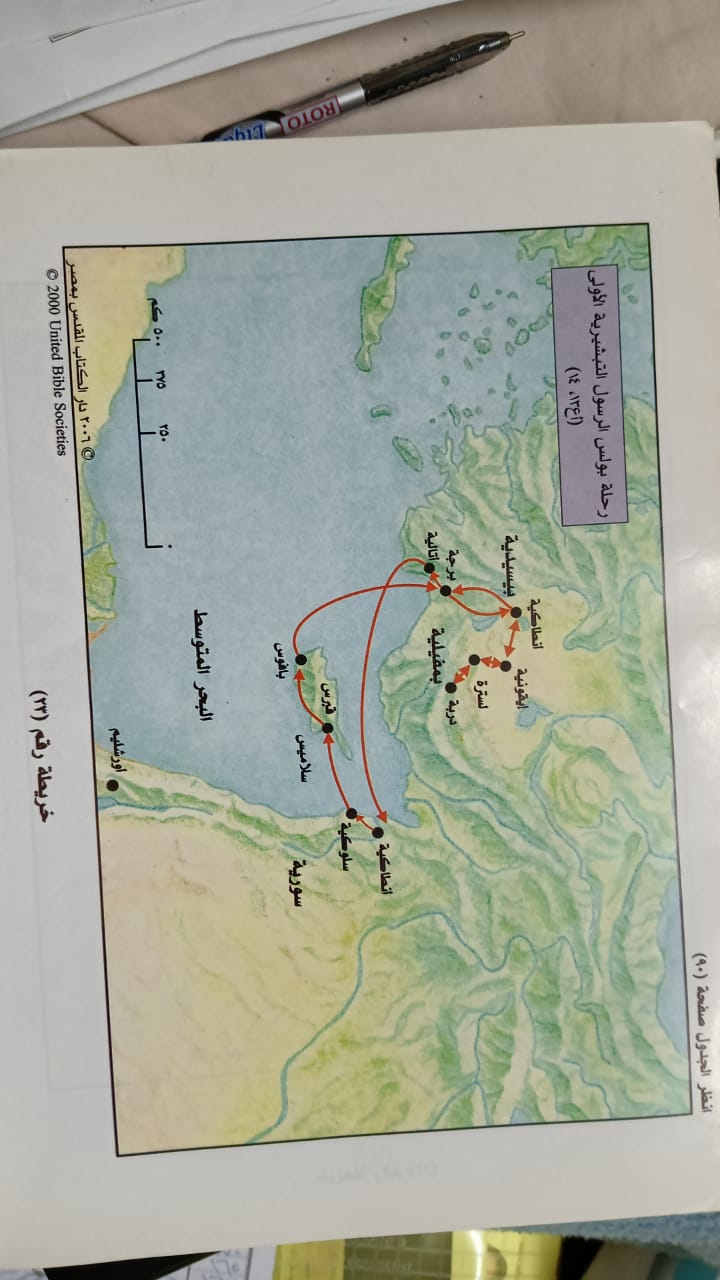 انظر الجدول صفحة (٩٠)
رحلة بولس الرسول التبشيرية الأولى
(أع١٣، ١٤)
أنطاكية
إيقونية
بيسيدية
لسترة
دربة
برجة
بمفيلية
أتالية
أنطاكية
سلوكية
قبرس
سلاميس
سورية
بافوس
البحر المتوسط
٢٥٠ ٣٧٥ ٥٠٠ كم
أورشليم
© ٢٠٠٦ دار الكتاب المقدس بمصر
© 2000 United Bible Societies
خريطة رقم (٢٣)
ROTO